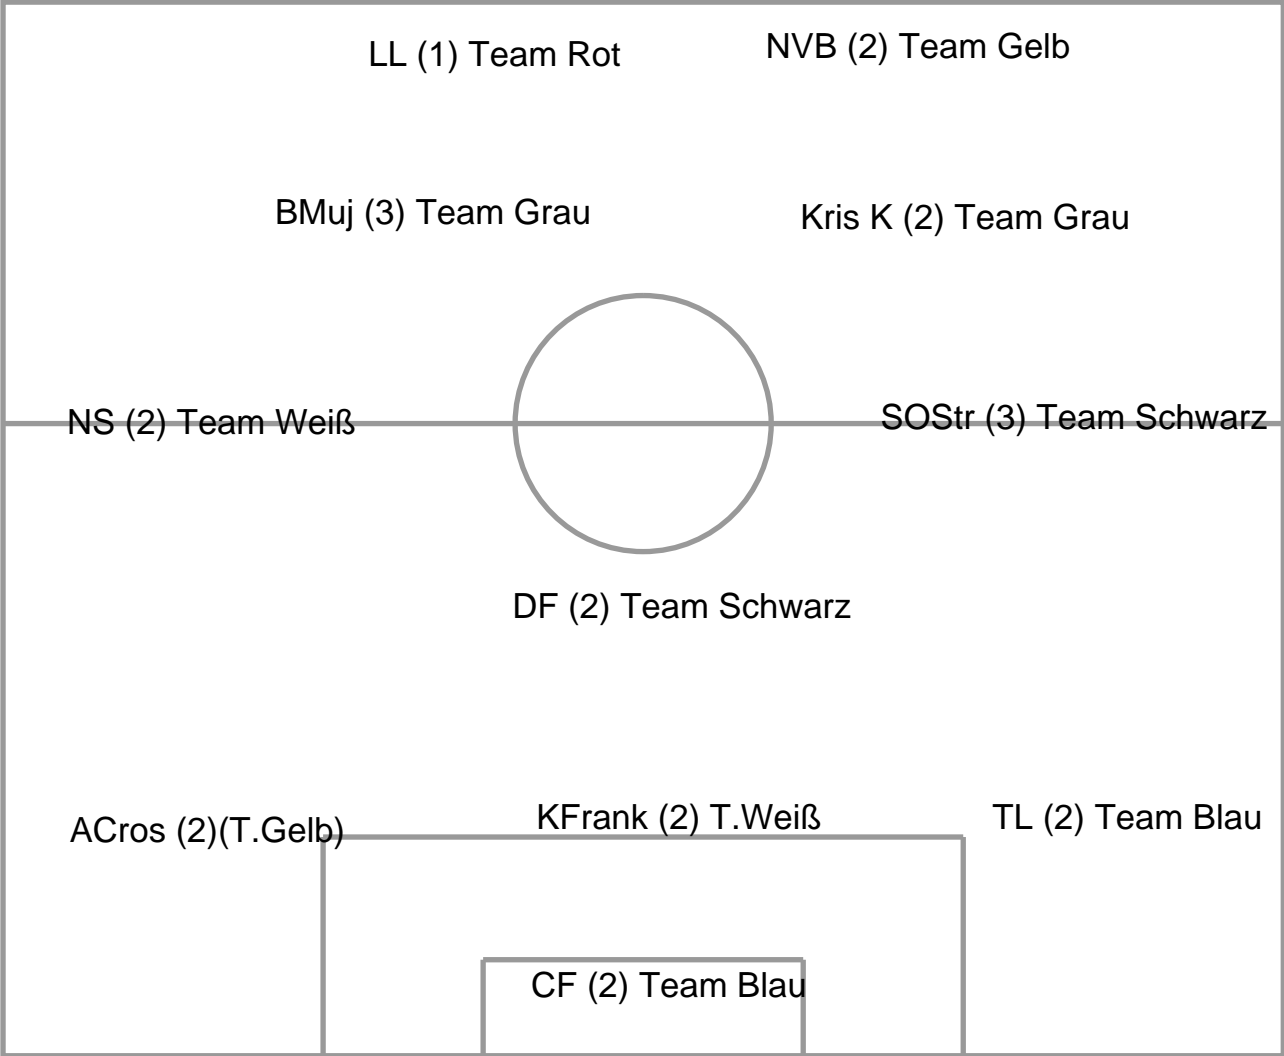 LL (1) Team Rot
NVB (2) Team Gelb
BMuj (3) Team Grau
Kris K (2) Team Grau
NS (2) Team Weiß
SOStr (3) Team Schwarz
DF (2) Team Schwarz
ACros (2)(T.Gelb)
KFrank (2) T.Weiß
TL (2) Team Blau
CF (2) Team Blau